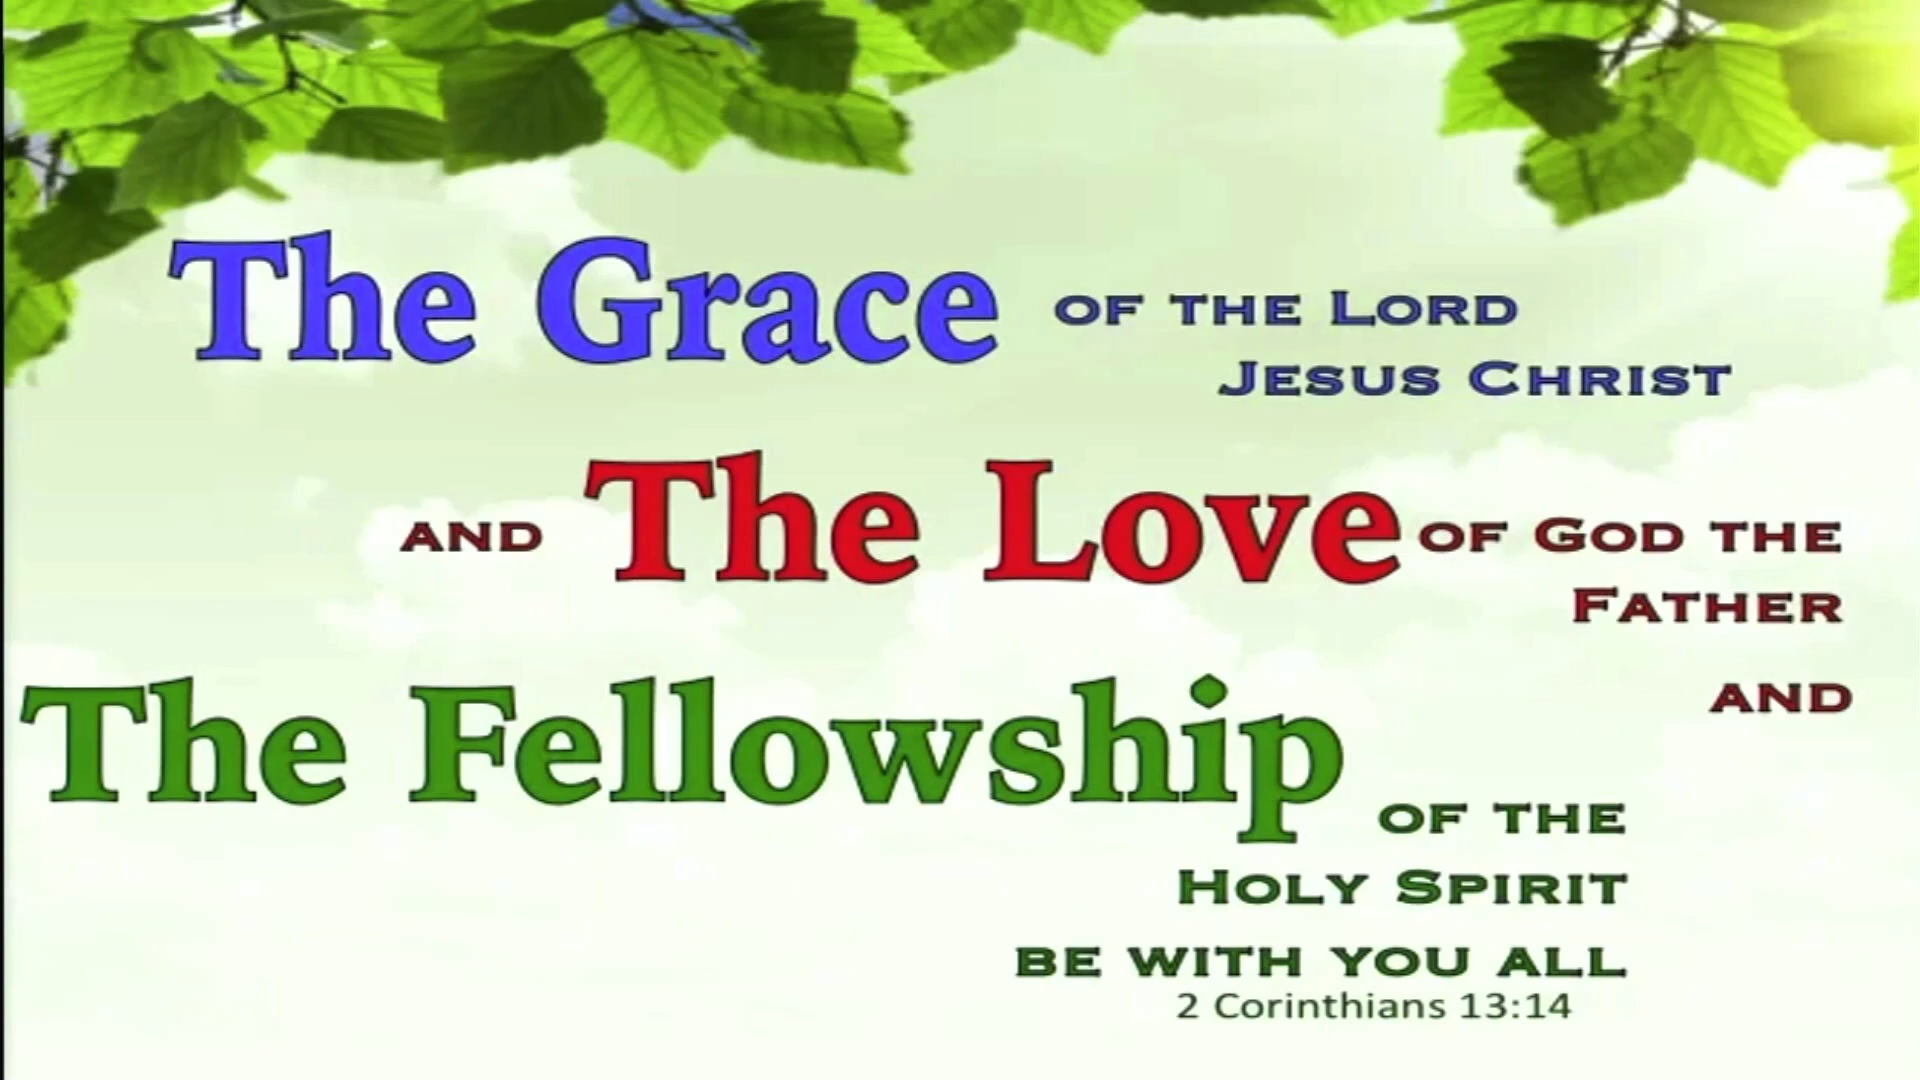 The Grace OF THE LORD
JESUS CHRIST
AND The Love OF GOD THE
FATHER
AND
The Fellowship OF THE
HOLY SPIRIT
BE WITH YOU ALL
2 Corinthians 13:14